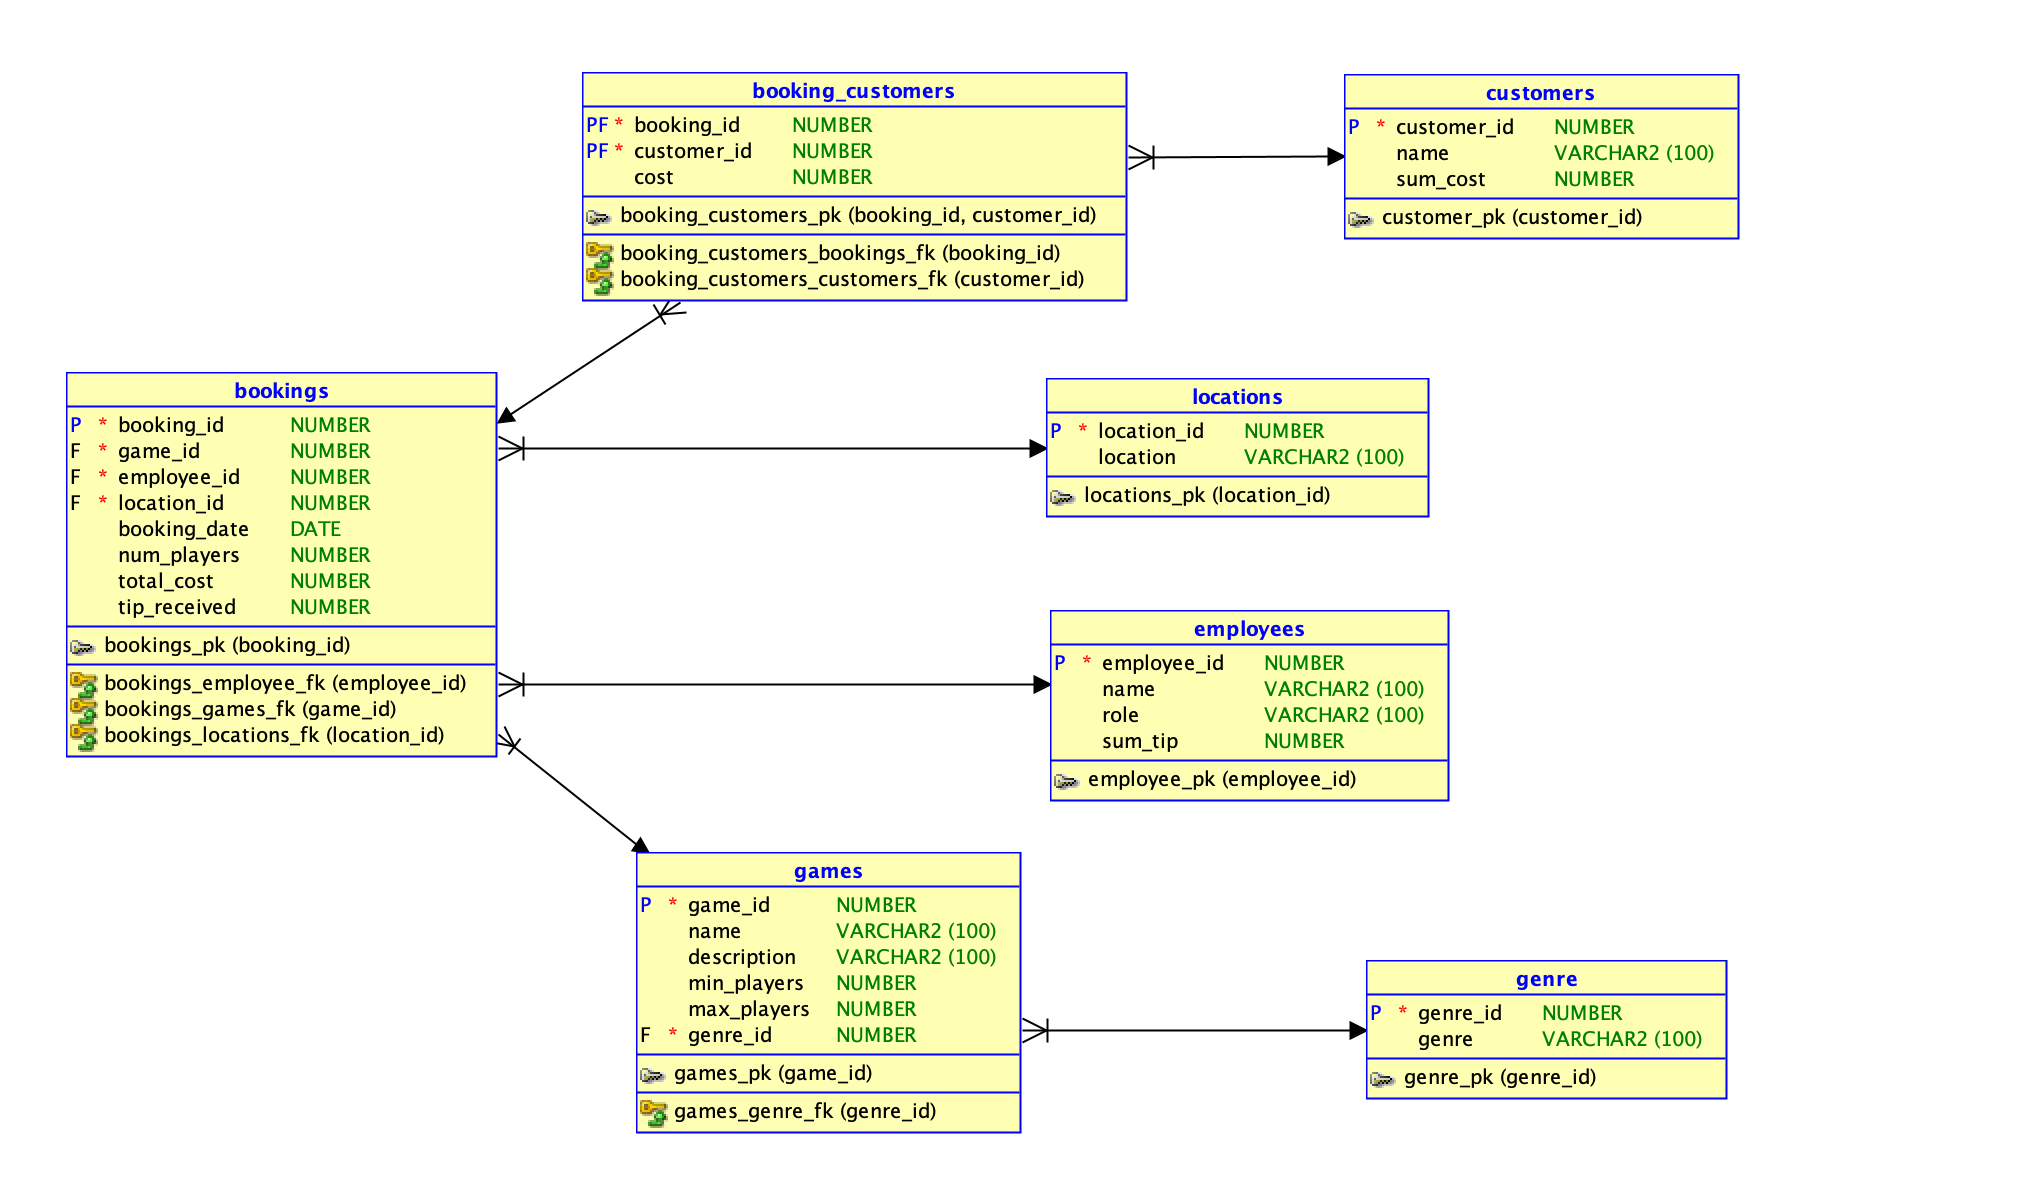 booking_customers
PF * booking_id NUMBER
PF * customer_id NUMBER
cost NUMBER
booking_customers_pk (booking_id, customer_id)
booking_customers_bookings_fk (booking_id)
booking_customers_customers_fk (customer_id)
customers
P * customer_id NUMBER
name VARCHAR2 (100)
sum_cost NUMBER
customer_pk (customer_id)
bookings
P * booking_id NUMBER
F * game_id NUMBER
F * employee_id NUMBER
F * location_id NUMBER
booking_date DATE
num_players NUMBER
total_cost NUMBER
tip_received NUMBER
bookings_pk (booking_id)
bookings_employee_fk (employee_id)
bookings_games_fk (game_id)
bookings_locations_fk (location_id)
locations
P * location_id NUMBER
location VARCHAR2 (100)
locations_pk (location_id)
employees
P * employee_id NUMBER
name VARCHAR2 (100)
role VARCHAR2 (100)
sum_tip NUMBER
employee_pk (employee_id)
games
P * game_id NUMBER
name VARCHAR2 (100)
description VARCHAR2 (100)
min_players NUMBER
max_players NUMBER
F * genre_id NUMBER
games_pk (game_id)
games_genre_fk (genre_id)
genre
P * genre_id NUMBER
genre VARCHAR2 (100)
genre_pk (genre_id)